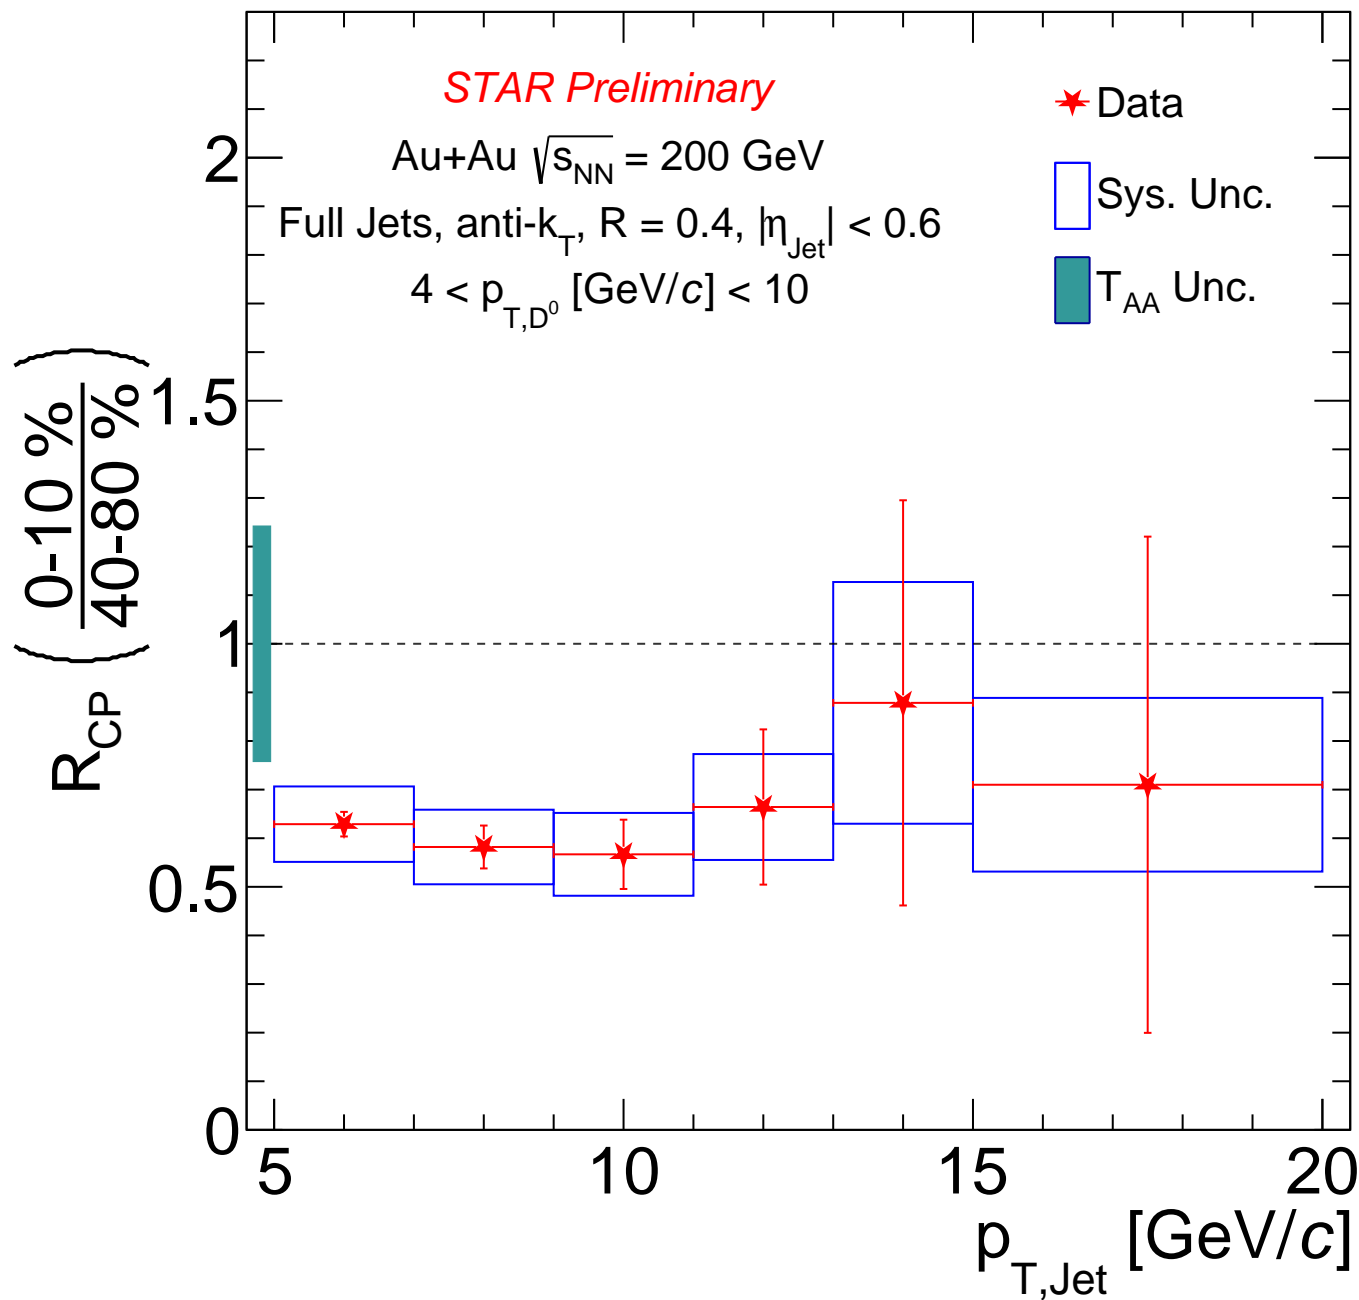 STAR Preliminary
Au+Au √s_NN = 200 GeV
Full Jets, anti-k_T, R = 0.4, |η_Jet| < 0.6
4 < p_T,D⁰ [GeV/c] < 10
Data
Sys. Unc.
T_AA Unc.
R_CP (0-10 % / 40-80 %)
2
1.5
1
0.5
0
5 10 15 20
p_T,Jet [GeV/c]